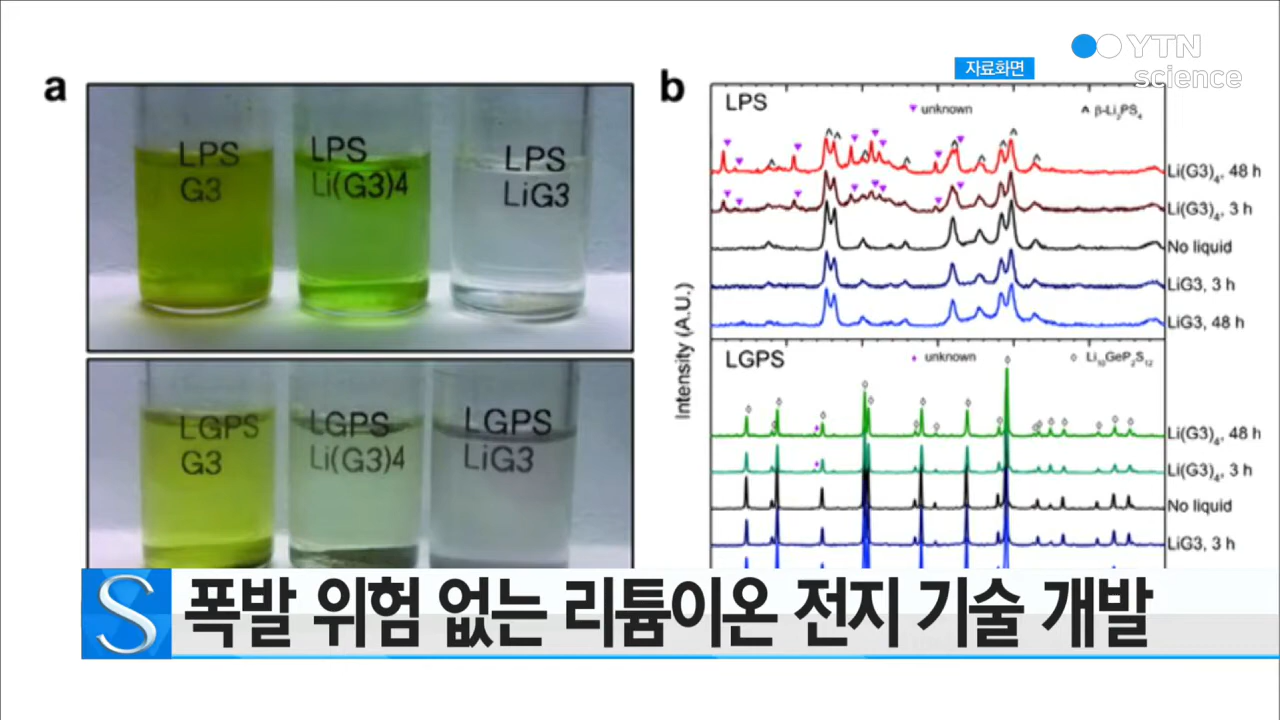 YTN
science
자료화면
a
LPS
G3
LPS
Li(G3)4
LPS
LiG3
LGPS
G3
LGPS
Li(G3)4
LGPS
LiG3
b
Intensity (A.U.)
LPS
unknown
β-Li₃PS₄
Li(G3)₄, 48 h
Li(G3)₄, 3 h
No liquid
LiG3, 3 h
LiG3, 48 h
LGPS
unknown
Li₁₀GeP₂S₁₂
Li(G3)₄, 48 h
Li(G3)₄, 3 h
No liquid
LiG3, 3 h
S 폭발 위험 없는 리튬이온 전지 기술 개발